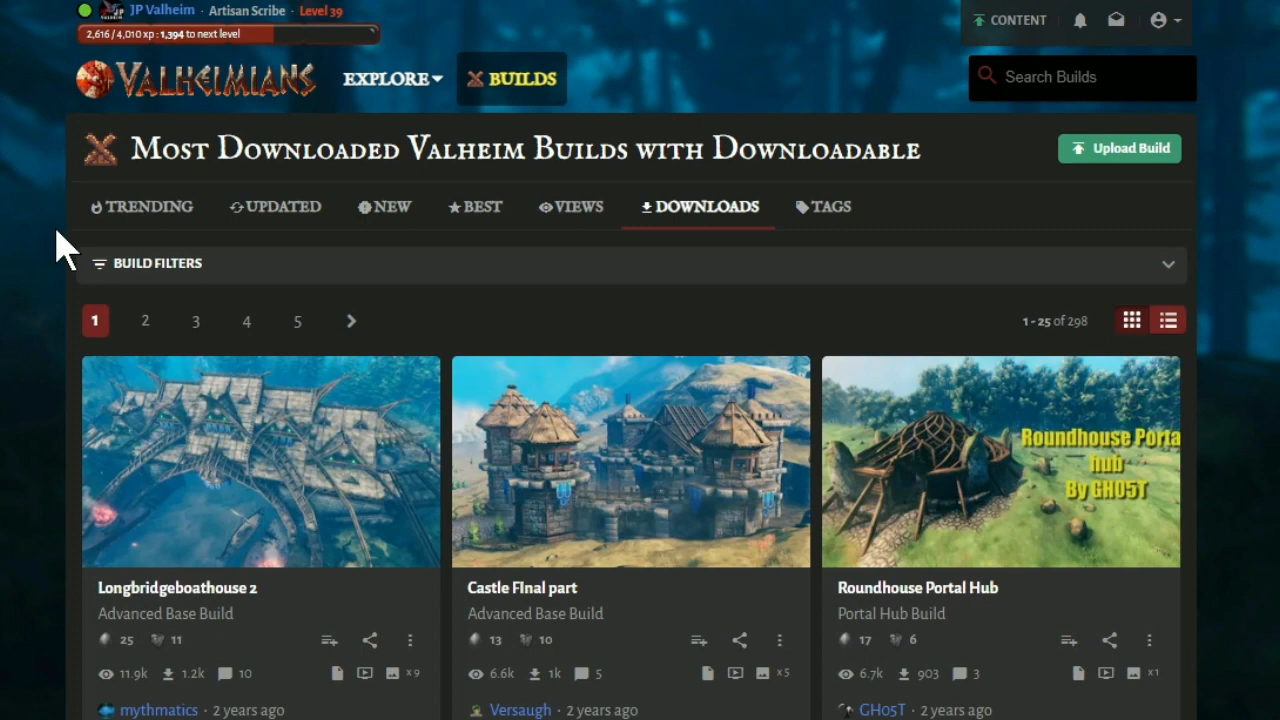 JP Valheim · Artisan Scribe · Level 39
2,616 / 4,010 xp : 1,394 to next level
CONTENT
VALHEIMIANS
EXPLORE
BUILDS
Search Builds
Most Downloaded Valheim Builds with Downloadable
Upload Build
TRENDING UPDATED NEW BEST VIEWS DOWNLOADS TAGS
BUILD FILTERS
1 2 3 4 5
1 - 25 of 298
Roundhouse Porta
hub
By GH05T
Longbridgeboathouse 2
Advanced Base Build
25 11
11.9k 1.2k 10 x9
mythmatics · 2 years ago
Castle FInal part
Advanced Base Build
13 10
6.6k 1k 5 x5
Versaugh · 2 years ago
Roundhouse Portal Hub
Portal Hub Build
17 6
6.7k 903 3 x1
GH05T · 2 years ago